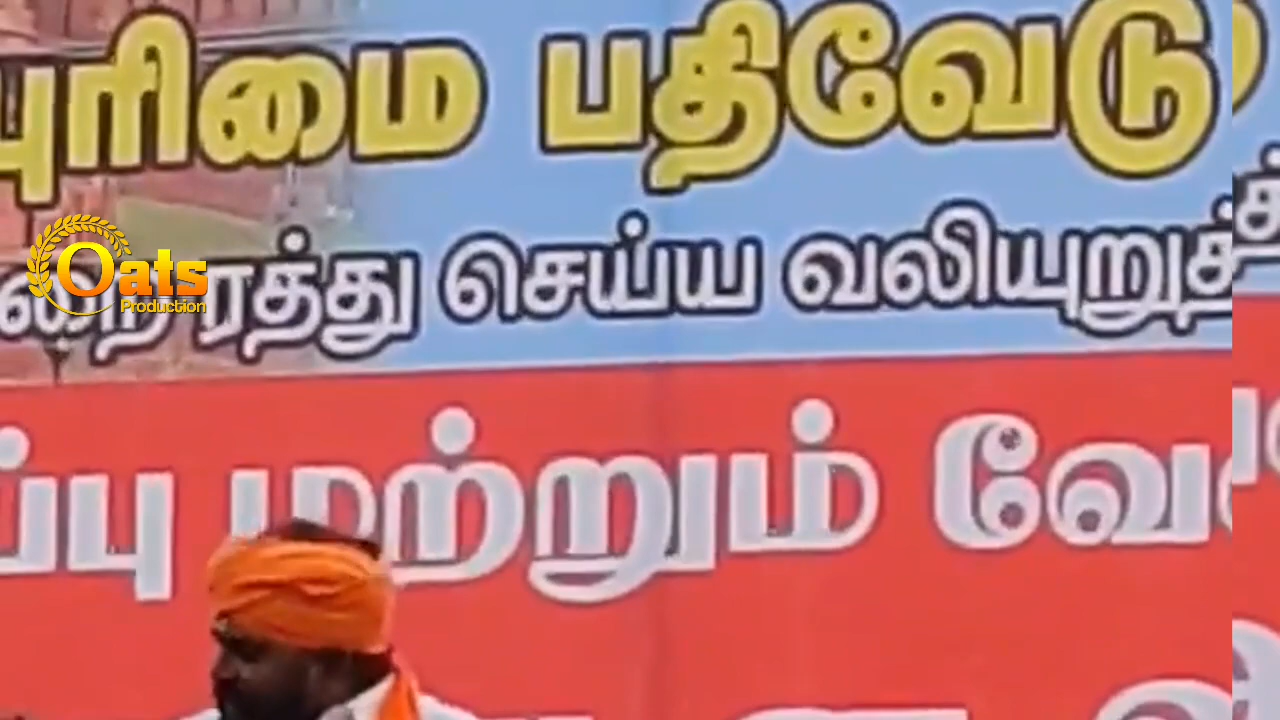 புரிமை பதிவேடு
Oats
Production
ரத்து செய்ய வலியுறுத்
ப்பு மற்றும் வே